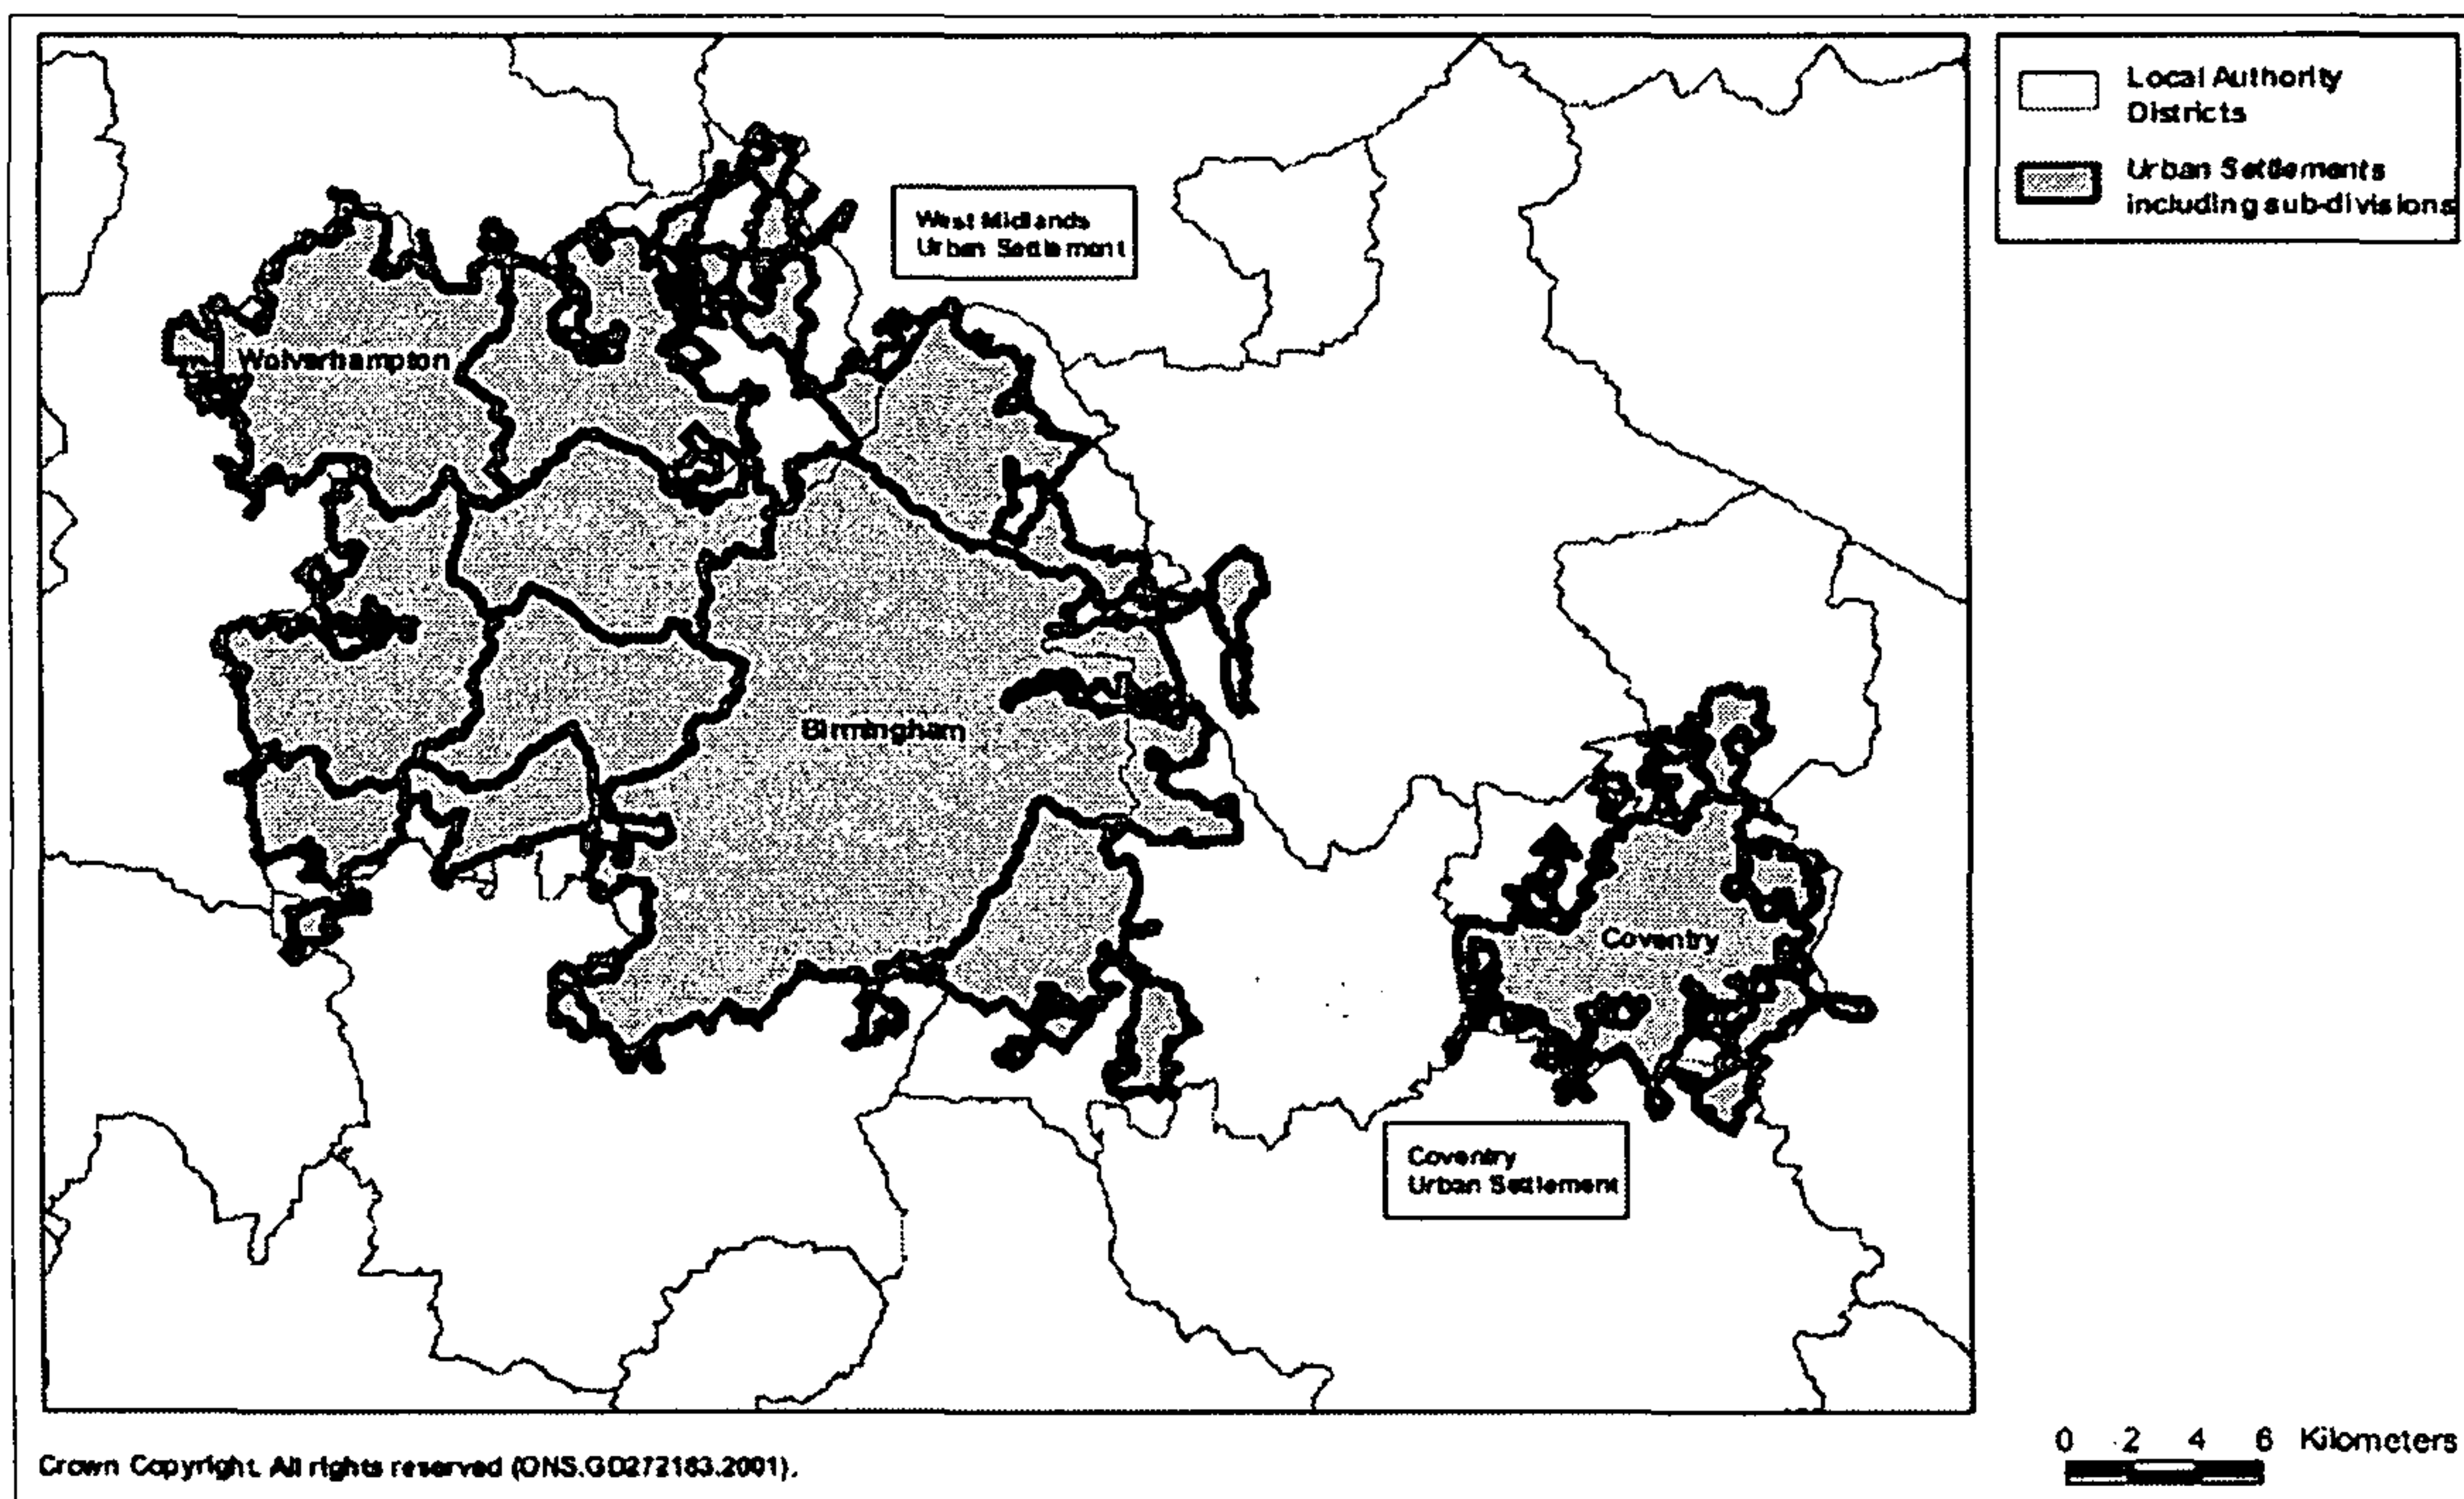 Local Authority
Districts
Urban Settlements
including sub-divisions
West Midlands
Urban Settlement
Wolverhampton
Birmingham
Coventry
Coventry
Urban Settlement
0 2 4 6 Kilometers
Crown Copyright. All rights reserved (ONS.GD272183.2001).